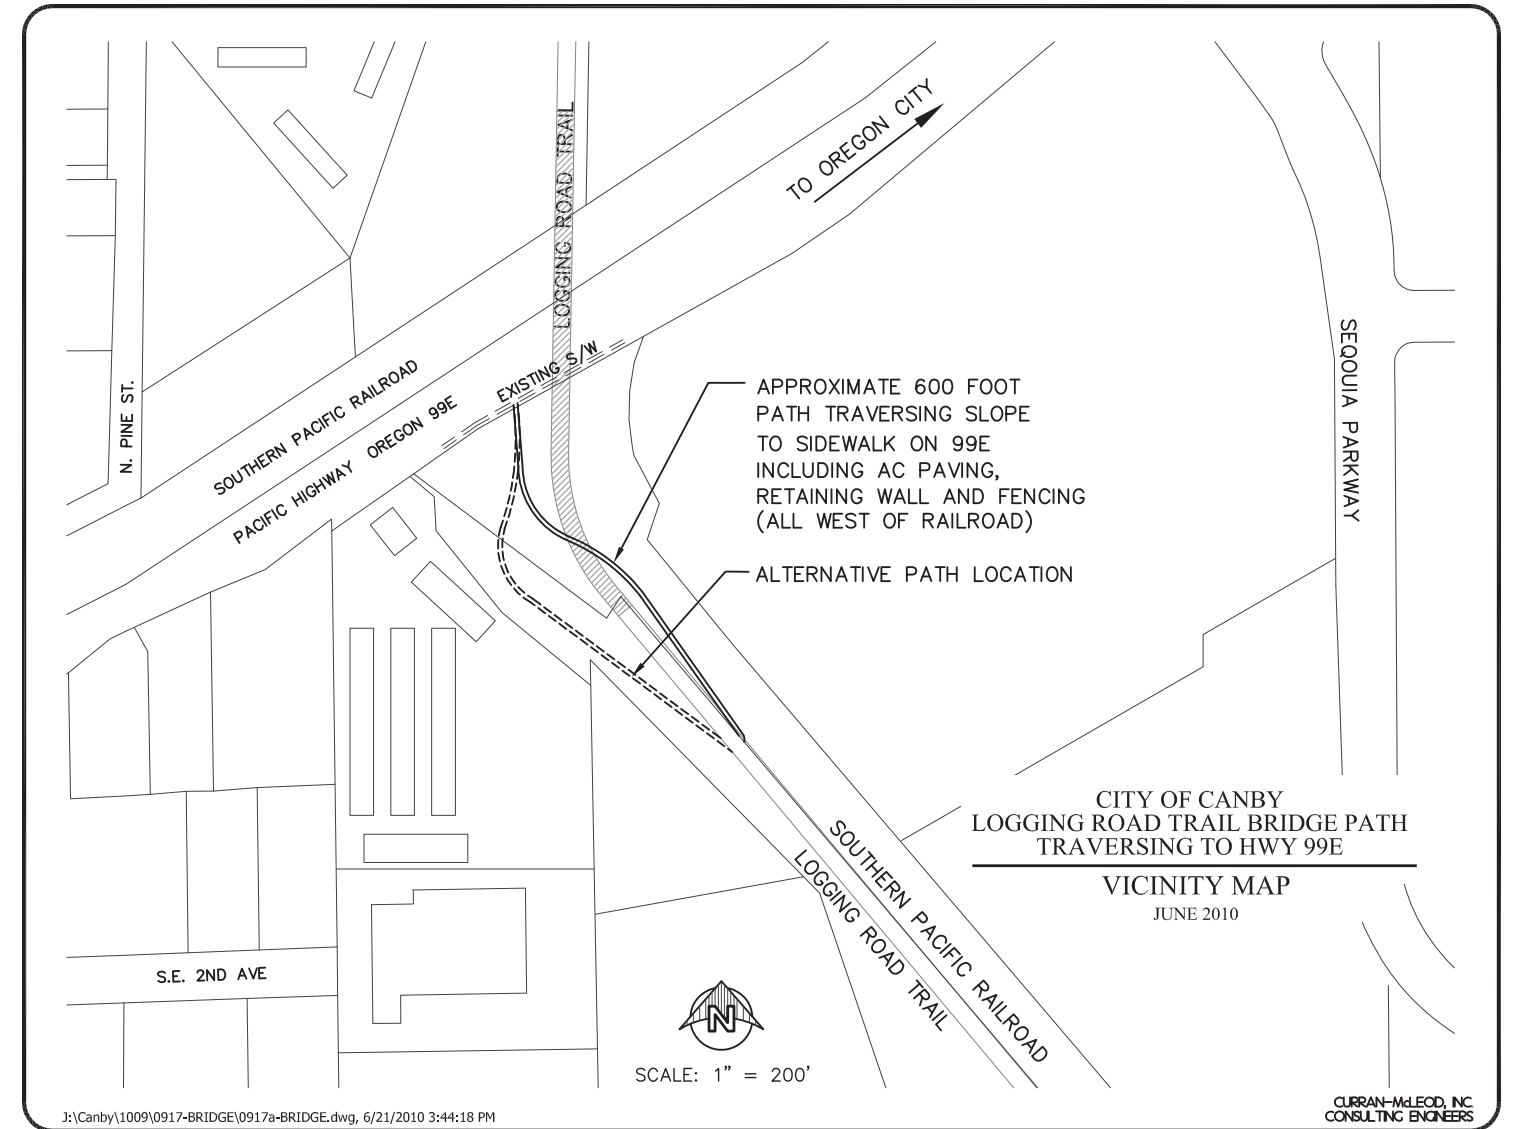 LOGGING ROAD TRAIL
TO OREGON CITY
N. PINE ST.
SOUTHERN PACIFIC RAILROAD
PACIFIC HIGHWAY OREGON 99E
EXISTING S/W
SEQOUIA PARKWAY
APPROXIMATE 600 FOOT
PATH TRAVERSING SLOPE
TO SIDEWALK ON 99E
INCLUDING AC PAVING,
RETAINING WALL AND FENCING
(ALL WEST OF RAILROAD)
ALTERNATIVE PATH LOCATION
CITY OF CANBY
LOGGING ROAD TRAIL BRIDGE PATH
TRAVERSING TO HWY 99E
VICINITY MAP
JUNE 2010
SOUTHERN PACIFIC RAILROAD
LOGGING ROAD TRAIL
S.E. 2ND AVE
N
SCALE: 1" = 200'
J:\Canby\1009\0917-BRIDGE\0917a-BRIDGE.dwg, 6/21/2010 3:44:18 PM
CURRAN-McLEOD, INC.
CONSULTING ENGINEERS